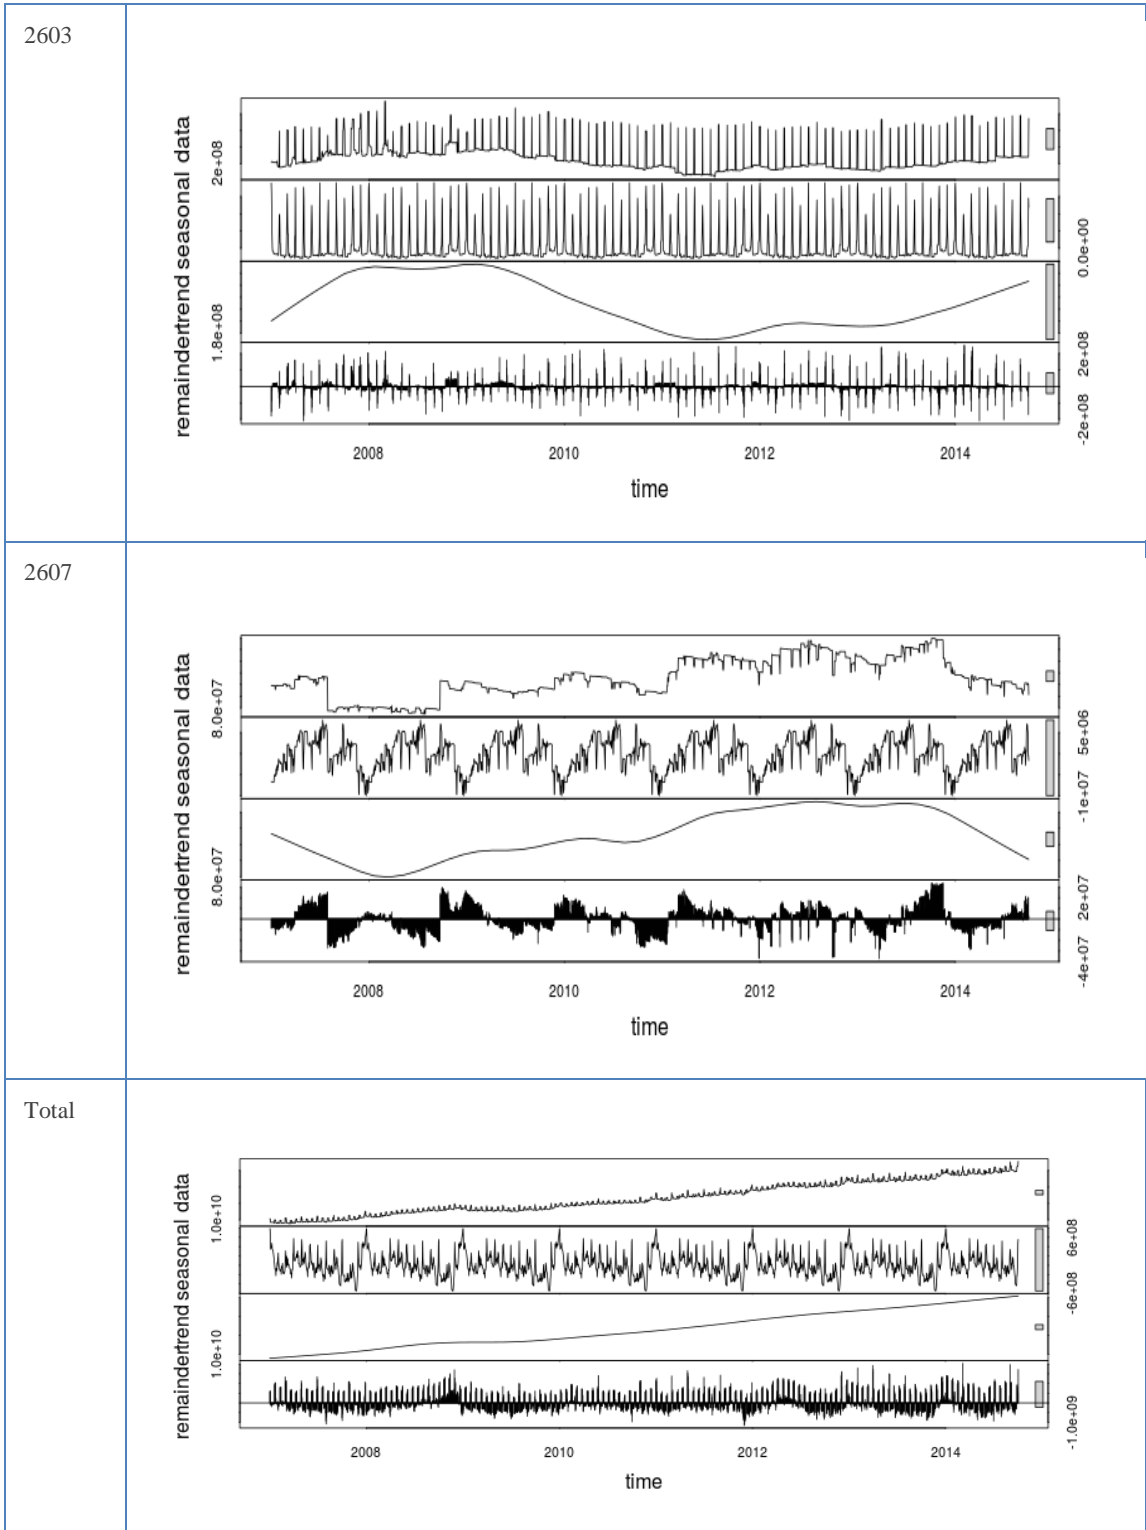 2603
remaindertrend seasonal data
2e+08
0.0e+00
1.8e+08
2e+08
-2e+08
2008 2010 2012 2014
time
2607
remaindertrend seasonal data
8.0e+07
5e+06
-1e+07
8.0e+07
2e+07
-4e+07
2008 2010 2012 2014
time
Total
remaindertrend seasonal data
1.0e+10
6e+08
-6e+08
1.0e+10
-1.0e+09
2008 2010 2012 2014
time